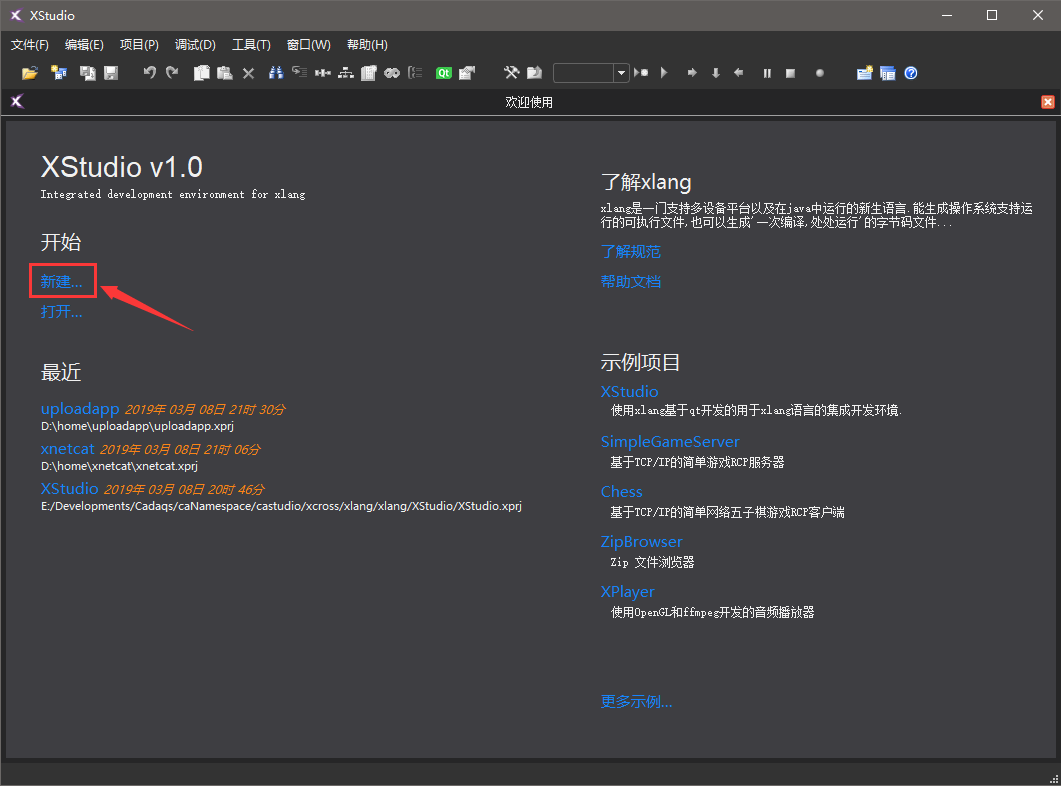 XStudio
文件(F) 编辑(E) 项目(P) 调试(D) 工具(T) 窗口(W) 帮助(H)
Qt
欢迎使用
XStudio v1.0
Integrated development environment for xlang
开始
新建...
打开...
最近
uploadapp 2019年 03月 08日 21时 30分
D:\home\uploadapp\uploadapp.xprj
xnetcat 2019年 03月 08日 21时 06分
D:\home\xnetcat\xnetcat.xprj
XStudio 2019年 03月 08日 20时 46分
E:/Developments/Cadaqs/caNamespace/castudio/xcross/xlang/xlang/XStudio/XStudio.xprj
了解xlang
xlang是一门支持多设备平台以及在java中运行的新生语言.能生成操作系统支持运
行的可执行文件,也可以生成'一次编译,处处运行'的字节码文件...
了解规范
帮助文档
示例项目
XStudio
使用xlang基于qt开发的用于xlang语言的集成开发环境.
SimpleGameServer
基于TCP/IP的简单游戏RCP服务器
Chess
基于TCP/IP的简单网络五子棋游戏RCP客户端
ZipBrowser
Zip 文件浏览器
XPlayer
使用OpenGL和ffmpeg开发的音频播放器
更多示例...